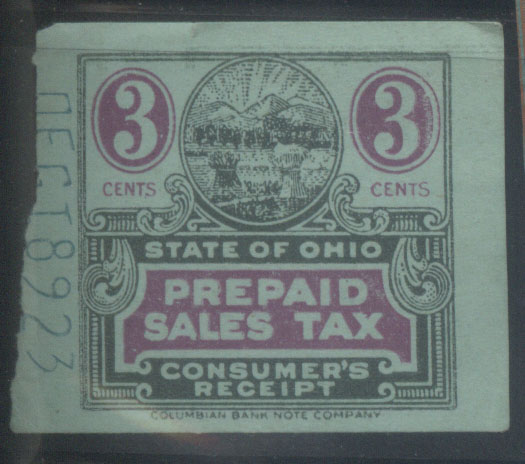 3
3
CENTS
CENTS
STATE OF OHIO
PREPAID
SALES TAX
CONSUMER'S
RECEIPT
COLUMBIAN BANK NOTE COMPANY